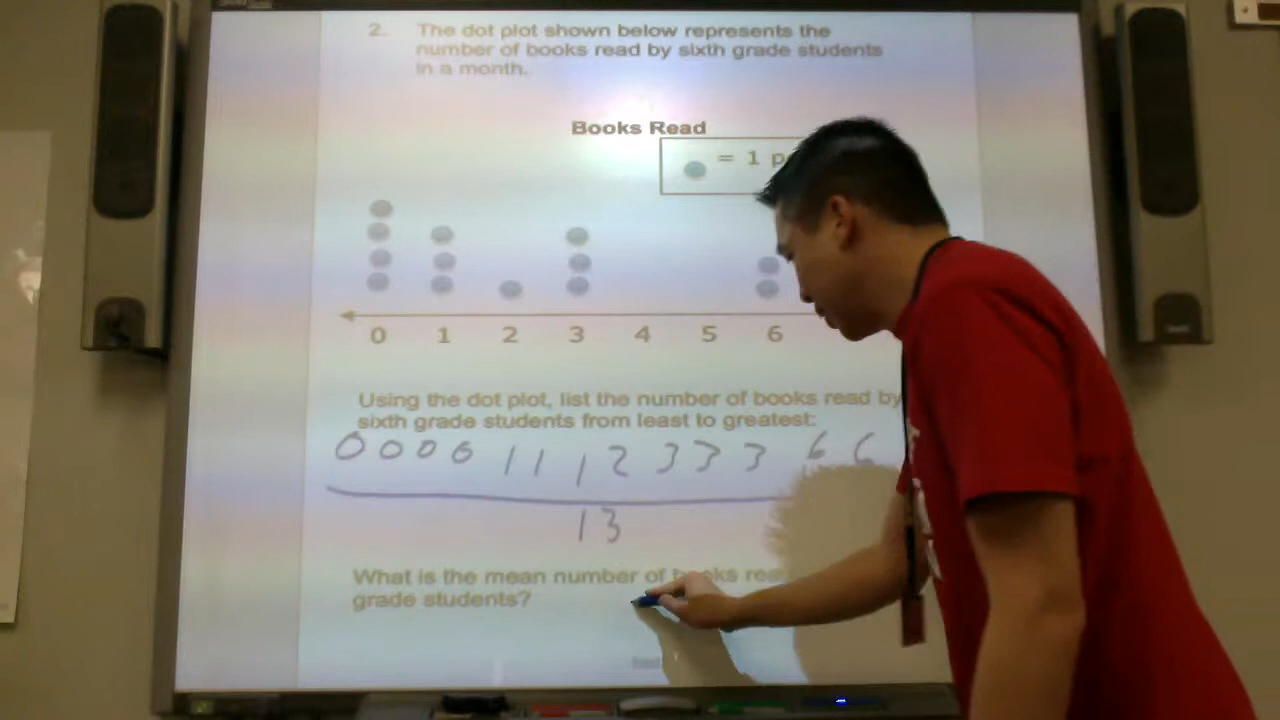 2. The dot plot shown below represents the
number of books read by sixth grade students
in a month.
Books Read
= 1
0 1 2 3 4 5 6
Using the dot plot, list the number of books read by
sixth grade students from least to greatest:
0 0 0 0 1 1 1 2 3 3 3 6 6
13
What is the mean number of books
grade students?